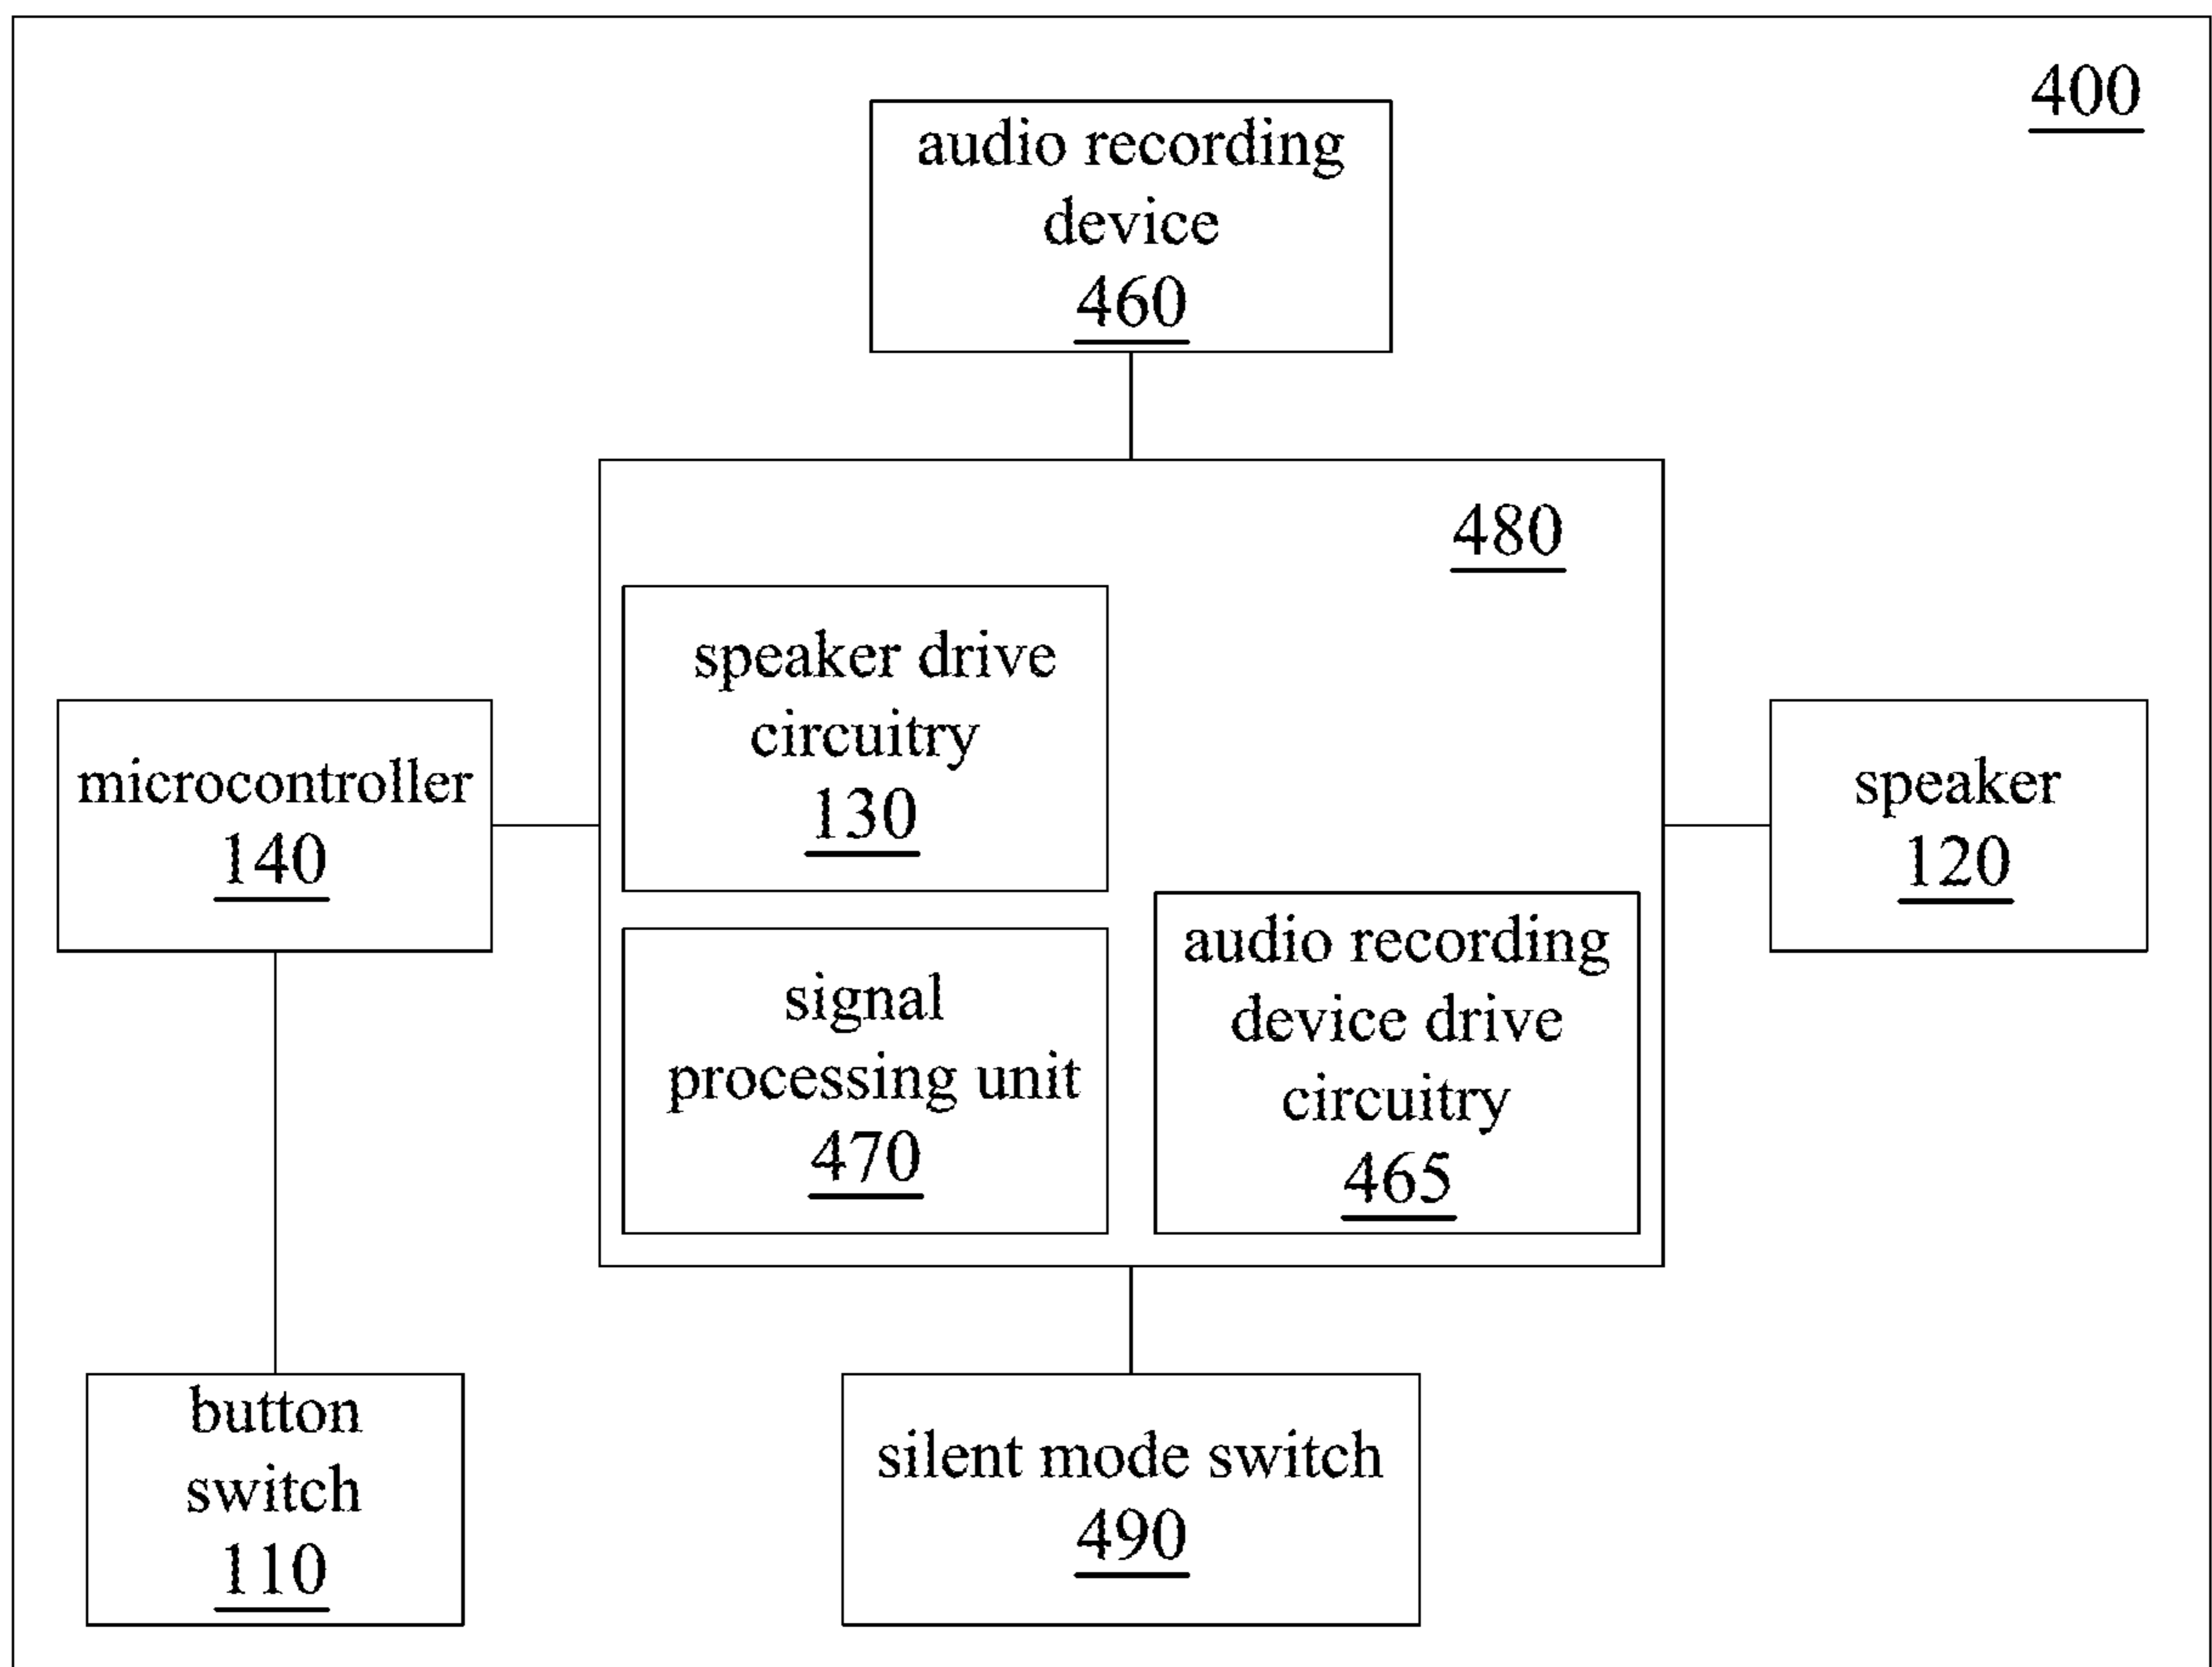 400
audio recording
device
460
480
speaker drive
circuitry
130
microcontroller
140
speaker
120
signal
processing unit
470
audio recording
device drive
circuitry
465
button
switch
110
silent mode switch
490